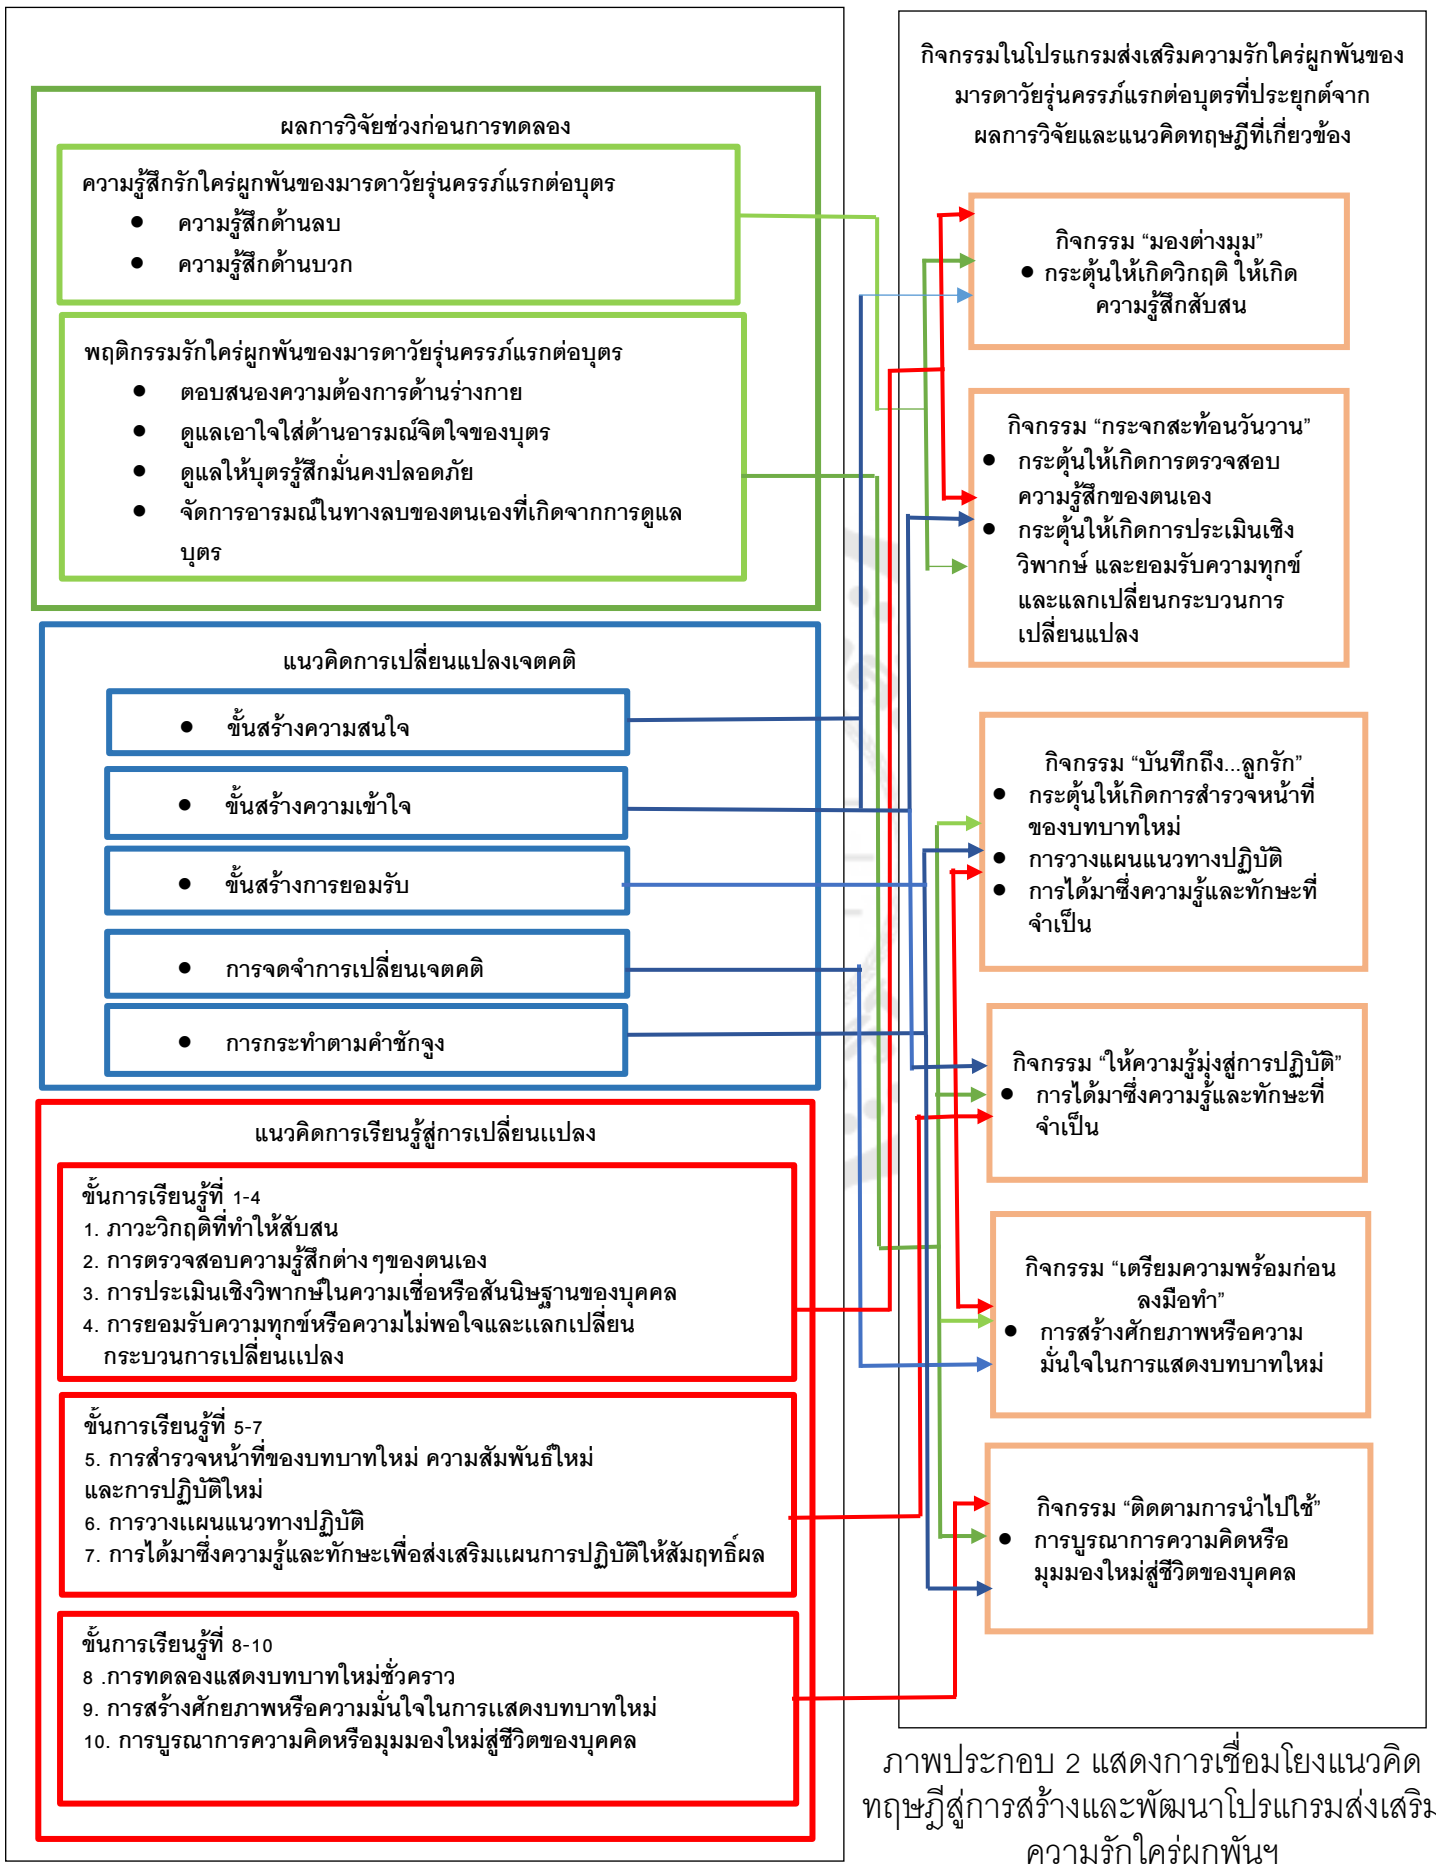 ผลการวิจัยช่วงก่อนการทดลอง
ความรู้สึกรักใคร่ผูกพันของมารดาวัยรุ่นครรภ์แรกต่อบุตร
● ความรู้สึกด้านลบ
● ความรู้สึกด้านบวก
พฤติกรรมรักใคร่ผูกพันของมารดาวัยรุ่นครรภ์แรกต่อบุตร
● ตอบสนองความต้องการด้านร่างกาย
● ดูแลเอาใจใส่ด้านอารมณ์จิตใจของบุตร
● ดูแลให้บุตรรู้สึกมั่นคงปลอดภัย
● จัดการอารมณ์ในทางลบของตนเองที่เกิดจากการดูแล
บุตร
แนวคิดการเปลี่ยนแปลงเจตคติ
● ขั้นสร้างความสนใจ
● ขั้นสร้างความเข้าใจ
● ขั้นสร้างการยอมรับ
● การจดจำการเปลี่ยนเจตคติ
● การกระทำตามคำชักจูง
แนวคิดการเรียนรู้สู่การเปลี่ยนแปลง
ขั้นการเรียนรู้ที่ 1-4
1. ภาวะวิกฤติที่ทำให้สับสน
2. การตรวจสอบความรู้สึกต่างๆของตนเอง
3. การประเมินเชิงวิพากษ์ในความเชื่อหรือสันนิษฐานของบุคคล
4. การยอมรับความทุกข์หรือความไม่พอใจและแลกเปลี่ยน
กระบวนการเปลี่ยนแปลง
ขั้นการเรียนรู้ที่ 5-7
5. การสำรวจหน้าที่ของบทบาทใหม่ ความสัมพันธ์ใหม่
และการปฏิบัติใหม่
6. การวางแผนแนวทางปฏิบัติ
7. การได้มาซึ่งความรู้และทักษะเพื่อส่งเสริมแผนการปฏิบัติให้สัมฤทธิ์ผล
ขั้นการเรียนรู้ที่ 8-10
8 .การทดลองแสดงบทบาทใหม่ชั่วคราว
9. การสร้างศักยภาพหรือความมั่นใจในการแสดงบทบาทใหม่
10. การบูรณาการความคิดหรือมุมมองใหม่สู่ชีวิตของบุคคล
กิจกรรมในโปรแกรมส่งเสริมความรักใคร่ผูกพันของ
มารดาวัยรุ่นครรภ์แรกต่อบุตรที่ประยุกต์จาก
ผลการวิจัยและแนวคิดทฤษฎีที่เกี่ยวข้อง
กิจกรรม “มองต่างมุม”
● กระตุ้นให้เกิดวิกฤติ ให้เกิด
ความรู้สึกสับสน
กิจกรรม “กระจกสะท้อนวันวาน”
● กระตุ้นให้เกิดการตรวจสอบ
ความรู้สึกของตนเอง
● กระตุ้นให้เกิดการประเมินเชิง
วิพากษ์ และยอมรับความทุกข์
และแลกเปลี่ยนกระบวนการ
เปลี่ยนแปลง
กิจกรรม “บันทึกถึง...ลูกรัก”
● กระตุ้นให้เกิดการสำรวจหน้าที่
ของบทบาทใหม่
● การวางแผนแนวทางปฏิบัติ
● การได้มาซึ่งความรู้และทักษะที่
จำเป็น
กิจกรรม “ให้ความรู้มุ่งสู่การปฏิบัติ”
● การได้มาซึ่งความรู้และทักษะที่
จำเป็น
กิจกรรม “เตรียมความพร้อมก่อน
ลงมือทำ”
● การสร้างศักยภาพหรือความ
มั่นใจในการแสดงบทบาทใหม่
กิจกรรม “ติดตามการนำไปใช้”
● การบูรณาการความคิดหรือ
มุมมองใหม่สู่ชีวิตของบุคคล
ภาพประกอบ 2 แสดงการเชื่อมโยงแนวคิด
ทฤษฎีสู่การสร้างและพัฒนาโปรแกรมส่งเสริม
ความรักใคร่ผูกพันฯ